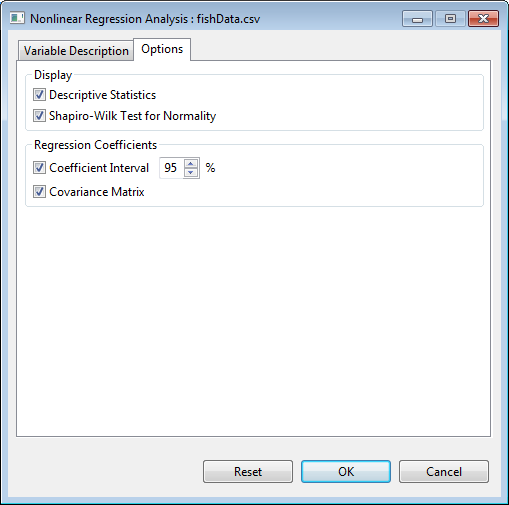 Nonlinear Regression Analysis : fishData.csv
Variable Description Options
Display
Descriptive Statistics
Shapiro-Wilk Test for Normality
Regression Coefficients
Coefficient Interval 95 %
Covariance Matrix
Reset OK Cancel